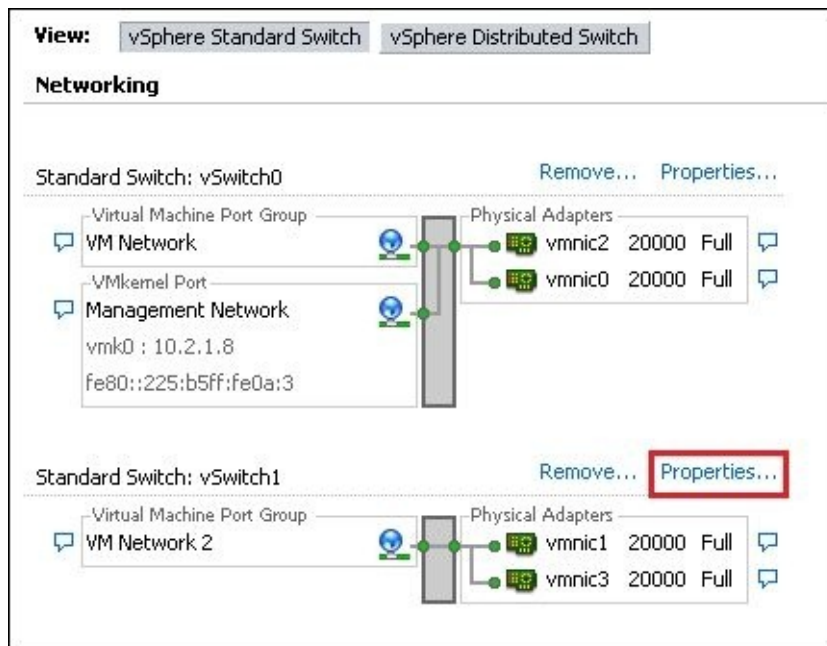 View: vSphere Standard Switch vSphere Distributed Switch
Networking
Standard Switch: vSwitch0 Remove... Properties...
Virtual Machine Port Group
VM Network
Physical Adapters
vmnic2 20000 Full
vmnic0 20000 Full
VMkernel Port
Management Network
vmk0 : 10.2.1.8
fe80::225:b5ff:fe0a:3
Standard Switch: vSwitch1 Remove... Properties...
Virtual Machine Port Group
VM Network 2
Physical Adapters
vmnic1 20000 Full
vmnic3 20000 Full